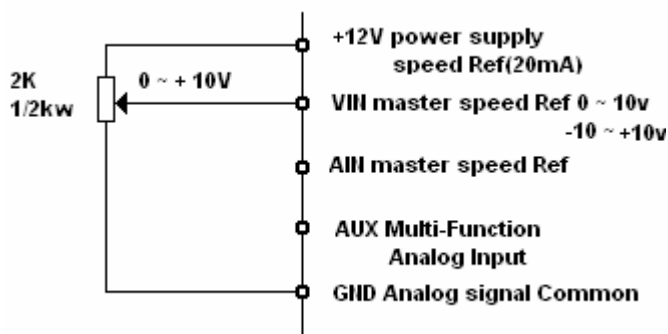 +12V power supply
speed Ref(20mA)
2K
1/2kw
0 ~ + 10V
VIN master speed Ref 0 ~ 10v
-10 ~ +10v
AIN master speed Ref
AUX Multi-Function
Analog Input
GND Analog signal Common